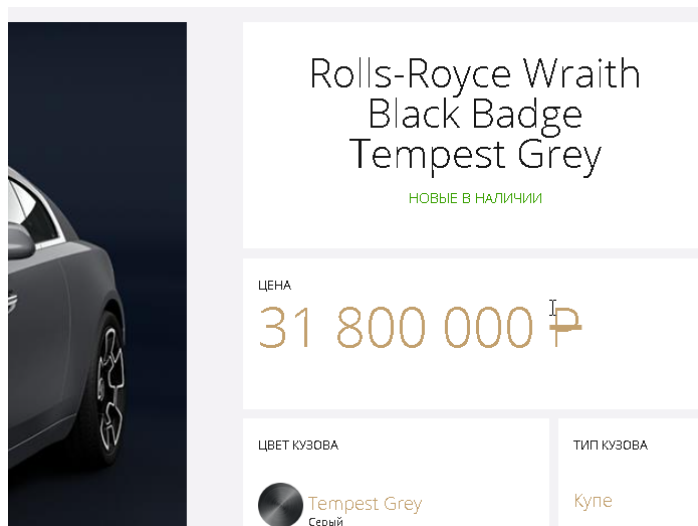 Rolls-Royce Wraith
Black Badge
Tempest Grey
НОВЫЕ В НАЛИЧИИ
ЦЕНА
31 800 000 ₽
ЦВЕТ КУЗОВА
ТИП КУЗОВА
Tempest Grey
Купе
Серый